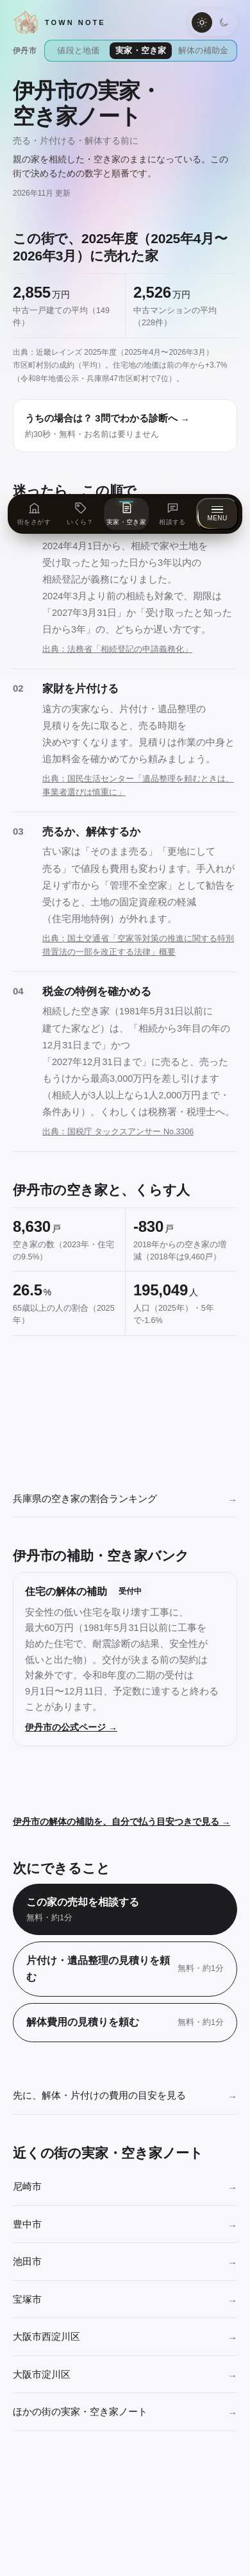 TOWN NOTE
伊丹市
段と地価
実家・空き家
解体の補助金
伊丹市の実家・
空き家ノート
売る・片付ける・解体する前に
親の家を相続した・空き家のままになっている。この
街で決めるための数字と順番です。
2026年11月 更新
この街で、2025年度（2025年4月〜
2026年3月）に売れた家
2,855万円
中古一戸建ての平均（149
件）
2,526万円
中古マンションの平均
（228件）
出典：近畿レインズ 2025年度（2025年4月〜2026年3月）
市区町村別の成約（平均）。住宅地の地価は前の年から+3.7%
（令和8年地価公示・兵庫県47市区町村で7位）。
うちの場合は？ 3問でわかる診断へ →
約30秒・無料・お名前は要りません
迷ったら、この順で
街をさがす
いくら？
実家・空き家
相談する
MENU
2024年4月1日から、相続で家や土地を
受け取ったと知った日から3年以内の
相続登記が義務になりました。
2024年3月より前の相続も対象で、期限は
「2027年3月31日」か「受け取ったと知った
日から3年」の、どちらか遅い方です。
出典：法務省「相続登記の申請義務化」
02
家財を片付ける
遠方の実家なら、片付け・遺品整理の
見積りを先に取ると、売る時期を
決めやすくなります。見積りは作業の中身と
追加料金を確かめてから頼みましょう。
出典：国民生活センター「遺品整理を頼むときは、
事業者選びは慎重に」
03
売るか、解体するか
古い家は「そのまま売る」「更地にして
売る」で値段も費用も変わります。手入れが
足りず市から「管理不全空家」として勧告を
受けると、土地の固定資産税の軽減
（住宅用地特例）が外れます。
出典：国土交通省「空家等対策の推進に関する特別
措置法の一部を改正する法律」概要
04
税金の特例を確かめる
相続した空き家（1981年5月31日以前に
建てた家など）は、「相続から3年目の年の
12月31日まで」かつ
「2027年12月31日まで」に売ると、売った
もうけから最高3,000万円を差し引けます
（相続人が3人以上なら1人2,000万円まで・
条件あり）。くわしくは税務署・税理士へ。
出典：国税庁 タックスアンサー No.3306
伊丹市の空き家と、くらす人
8,630戸
空き家の数（2023年・住宅
の9.5%）
-830戸
2018年からの空き家の増
減（2018年は9,460戸）
26.5%
65歳以上の人の割合（2025
年）
195,049人
人口（2025年）・5年
で-1.6%
兵庫県の空き家の割合ランキング
→
伊丹市の補助・空き家バンク
住宅の解体の補助
受付中
安全性の低い住宅を取り壊す工事に、
最大60万円（1981年5月31日以前に工事を
始めた住宅で、耐震診断の結果、安全性が
低いと出た物）。交付が決まる前の契約は
対象外です。令和8年度の二期の受付は
9月1日〜12月11日、予定数に達すると終わる
ことがあります。
伊丹市の公式ページ →
伊丹市の解体の補助を、自分で払う目安つきで見る →
次にできること
この家の売却を相談する
無料・約1分
片付け・遺品整理の見積りを頼
む
無料・約1分
解体費用の見積りを頼む
無料・約1分
先に、解体・片付けの費用の目安を見る
→
近くの街の実家・空き家ノート
尼崎市
→
豊中市
→
池田市
→
宝塚市
→
大阪市西淀川区
→
大阪市淀川区
→
ほかの街の実家・空き家ノート
→